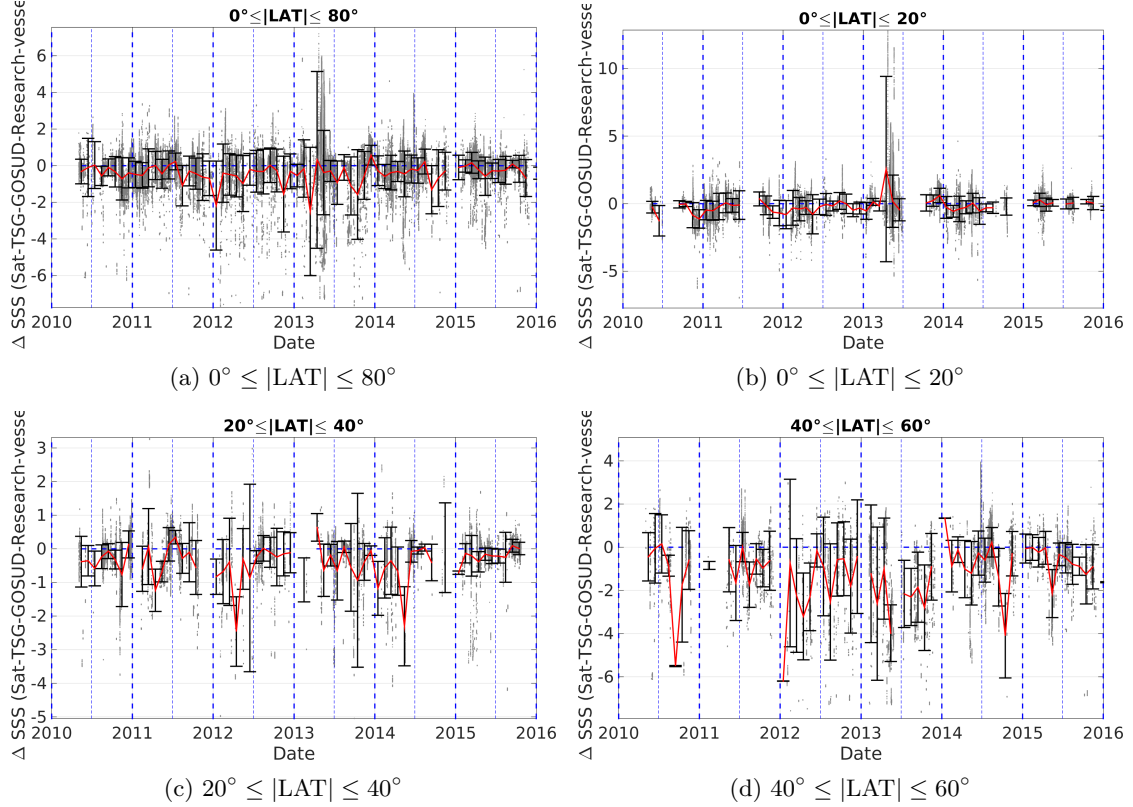 0°≤|LAT|≤ 80°
Δ SSS (Sat-TSG-GOSUD-Research-vesse
6
4
2
0
-2
-4
-6
2010 2011 2012 2013 2014 2015 2016
Date
(a) 0° ≤ |LAT| ≤ 80°
0°≤|LAT|≤ 20°
Δ SSS (Sat-TSG-GOSUD-Research-vesse
10
5
0
-5
2010 2011 2012 2013 2014 2015 2016
Date
(b) 0° ≤ |LAT| ≤ 20°
20°≤|LAT|≤ 40°
Δ SSS (Sat-TSG-GOSUD-Research-vesse
3
2
1
0
-1
-2
-3
-4
-5
2010 2011 2012 2013 2014 2015 2016
Date
(c) 20° ≤ |LAT| ≤ 40°
40°≤|LAT|≤ 60°
Δ SSS (Sat-TSG-GOSUD-Research-vesse
4
2
0
-2
-4
-6
2010 2011 2012 2013 2014 2015 2016
Date
(d) 40° ≤ |LAT| ≤ 60°